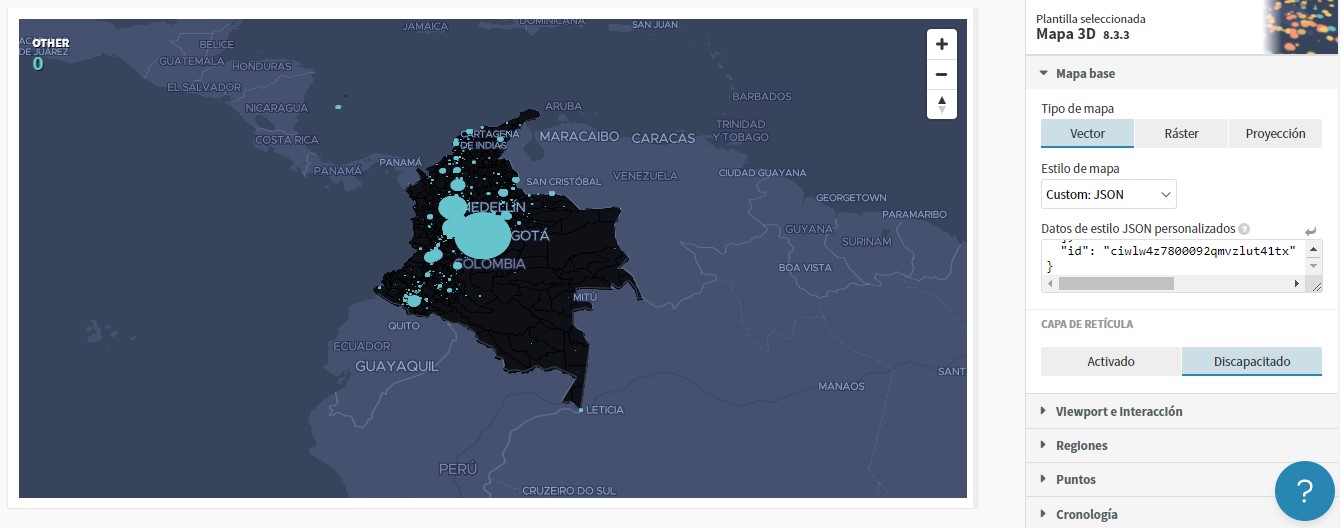 JAMAICA
DOMINICANA
SAN JUAN
OTHER
0
DE JUÁREZ
BELICE
GUATEMALA
HONDURAS
EL SALVADOR
NICARAGUA
COSTA RICA
PANAMÁ
PANAMÁ
ARUBA
BARBADOS
CARTAGENA
DE INDIAS
MARACAIBO
CARACAS
TRINIDAD
Y TOBAGO
SAN CRISTÓBAL
VENEZUELA
CIUDAD GUAYANA
GEORGETOWN
PARAMARIBO
GUYANA
SURINAM
MEDELLÍN
GOTÁ
COLOMBIA
BOA VISTA
MITÚ
QUITO
ECUADOR
GUAYAQUIL
MANAOS
SANT
LETICIA
PERÚ
CRUZEIRO DO SUL
Plantilla seleccionada
Mapa 3D 8.3.3
Mapa base
Tipo de mapa
Vector Ráster Proyección
Estilo de mapa
Custom: JSON
Datos de estilo JSON personalizados ?
"id": "ciwlw4z7800092qmvzlut41tx"
}
CAPA DE RETÍCULA
Activado Discapacitado
Viewport e Interacción
Regiones
Puntos
Cronología
?